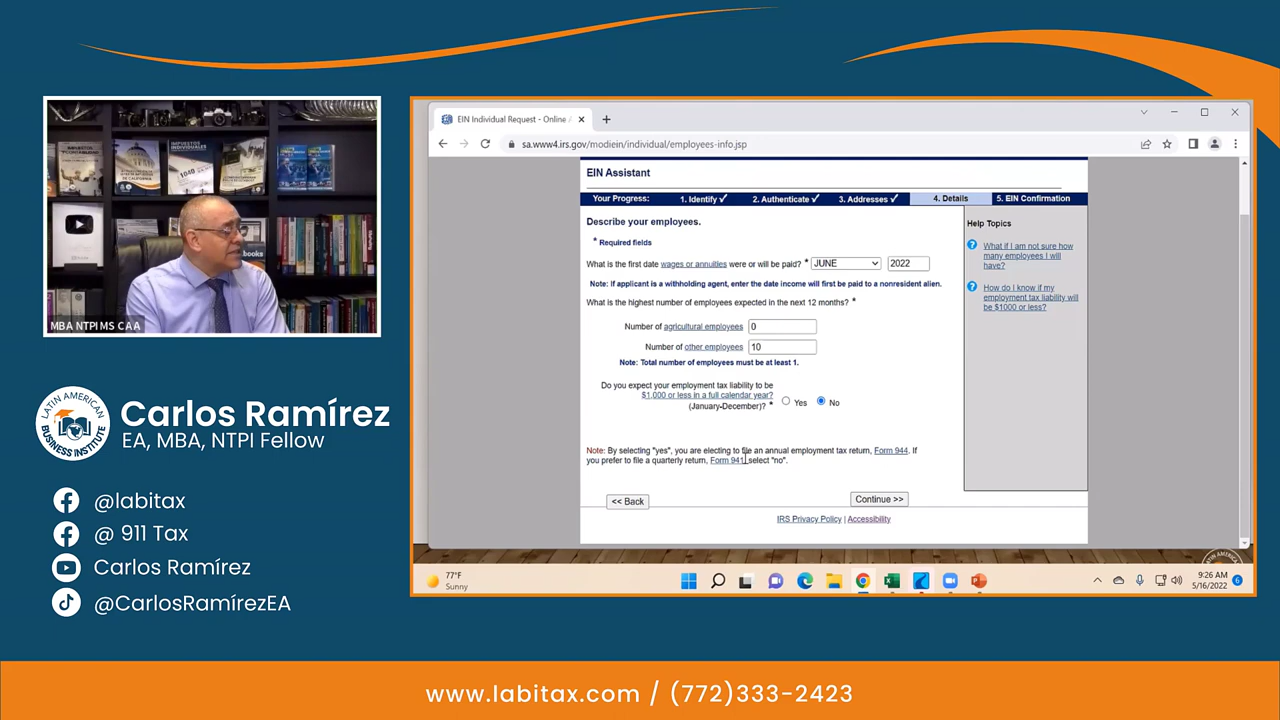 MBA NTPI MS CAA
IMPUESTOS INDIVIDUALES
1040
LATIN AMERICAN
BUSINESS INSTITUTE
Carlos Ramírez
EA, MBA, NTPI Fellow
@labitax
@ 911 Tax
Carlos Ramírez
@CarlosRamírezEA
EIN Individual Request - Online
sa.www4.irs.gov/modiein/individual/employees-info.jsp
EIN Assistant
Your Progress: 1. Identify ✓ 2. Authenticate ✓ 3. Addresses ✓ 4. Details 5. EIN Confirmation
Describe your employees.
* Required fields
What is the first date wages or annuities were or will be paid? * JUNE 2022
Note: If applicant is a withholding agent, enter the date income will first be paid to a nonresident alien.
What is the highest number of employees expected in the next 12 months? *
Number of agricultural employees 0
Number of other employees 10
Note: Total number of employees must be at least 1.
Do you expect your employment tax liability to be
$1,000 or less in a full calendar year? Yes No
(January-December)? *
Note: By selecting "yes", you are electing to file an annual employment tax return, Form 944. If
you prefer to file a quarterly return, Form 941, select "no".
<< Back Continue >>
IRS Privacy Policy | Accessibility
Help Topics
What if I am not sure how
many employees I will
have?
How do I know if my
employment tax liability will
be $1000 or less?
77°F
Sunny
9:26 AM
5/16/2022
6
www.labitax.com / (772)333-2423